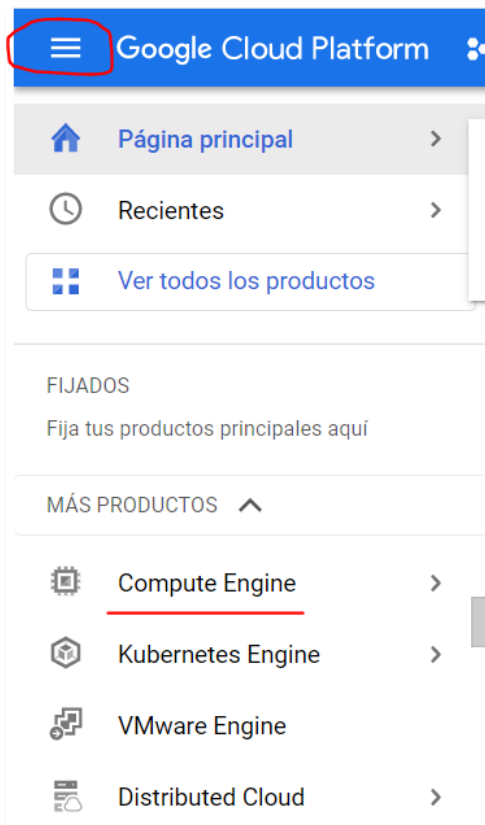 Google Cloud Platform
Página principal
Recientes
Ver todos los productos
FIJADOS
Fija tus productos principales aquí
MÁS PRODUCTOS
Compute Engine
Kubernetes Engine
VMware Engine
Distributed Cloud